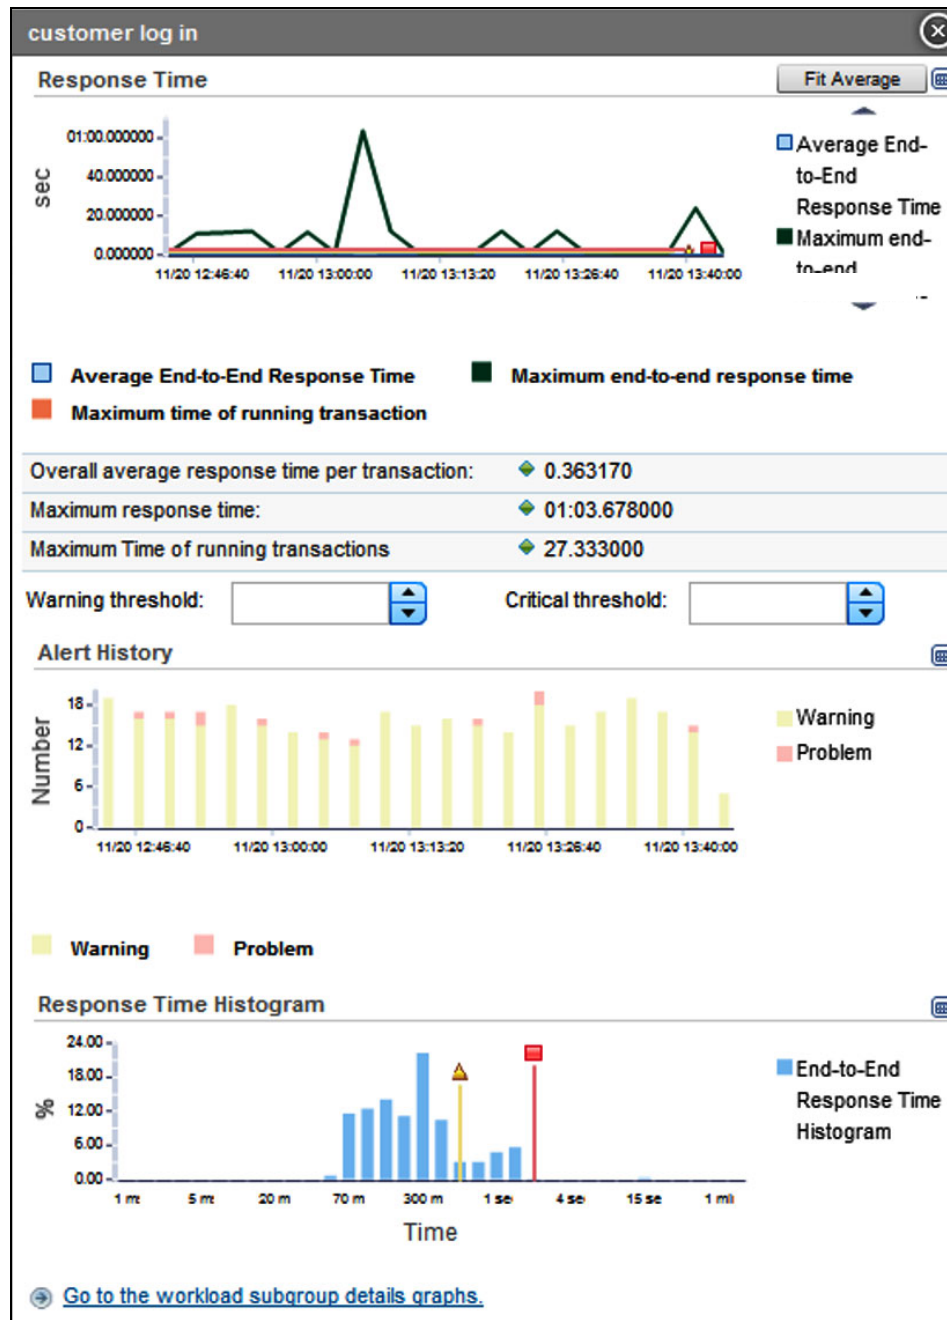 customer log in
Response Time
Fit Average
sec
01:00.000000
40.000000
20.000000
0.000000
11/20 12:46:40 11/20 13:00:00 11/20 13:13:20 11/20 13:26:40 11/20 13:40:00
Average End-
to-End
Response Time
Maximum end-
to-end
Average End-to-End Response Time Maximum end-to-end response time
Maximum time of running transaction
Overall average response time per transaction: 0.363170
Maximum response time: 01:03.678000
Maximum Time of running transactions 27.333000
Warning threshold: Critical threshold:
Alert History
Number
18
12
6
0
11/20 12:46:40 11/20 13:00:00 11/20 13:13:20 11/20 13:26:40 11/20 13:40:00
Warning
Problem
Warning Problem
Response Time Histogram
%
24.00
18.00
12.00
6.00
0.00
1 ms 5 ms 20 m 70 m 300 m 1 se 4 se 15 se 1 mi
Time
End-to-End
Response Time
Histogram
Go to the workload subgroup details graphs.